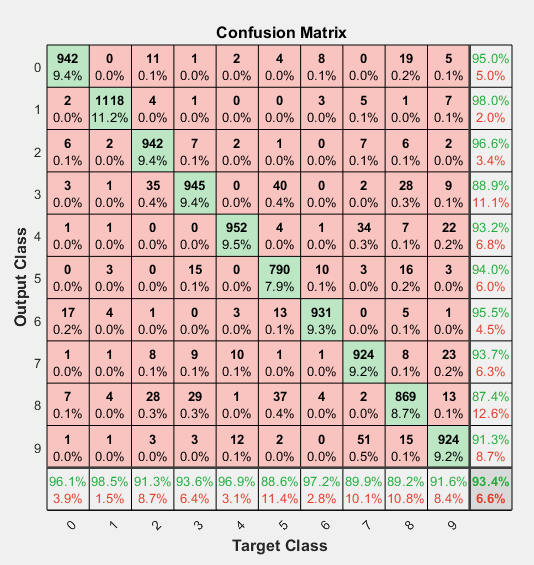 Confusion Matrix
0 942 0 11 1 2 4 8 0 19 5 95.0%
9.4% 0.0% 0.1% 0.0% 0.0% 0.0% 0.1% 0.0% 0.2% 0.1% 5.0%
1 2 1118 4 1 0 0 3 5 1 7 98.0%
0.0% 11.2% 0.0% 0.0% 0.0% 0.0% 0.0% 0.1% 0.0% 0.1% 2.0%
2 6 2 942 7 2 1 0 7 6 2 96.6%
0.1% 0.0% 9.4% 0.1% 0.0% 0.0% 0.0% 0.1% 0.1% 0.0% 3.4%
3 3 1 35 945 0 40 0 2 28 9 88.9%
0.0% 0.0% 0.4% 9.4% 0.0% 0.4% 0.0% 0.0% 0.3% 0.1% 11.1%
4 1 1 0 0 952 4 1 34 7 22 93.2%
0.0% 0.0% 0.0% 0.0% 9.5% 0.0% 0.0% 0.3% 0.1% 0.2% 6.8%
5 0 3 0 15 0 790 10 3 16 3 94.0%
0.0% 0.0% 0.0% 0.1% 0.0% 7.9% 0.1% 0.0% 0.2% 0.0% 6.0%
6 17 4 1 0 3 13 931 0 5 1 95.5%
0.2% 0.0% 0.0% 0.0% 0.0% 0.1% 9.3% 0.0% 0.1% 0.0% 4.5%
7 1 1 8 9 10 1 1 924 8 23 93.7%
0.0% 0.0% 0.1% 0.1% 0.1% 0.0% 0.0% 9.2% 0.1% 0.2% 6.3%
8 7 4 28 29 1 37 4 2 869 13 87.4%
0.1% 0.0% 0.3% 0.3% 0.0% 0.4% 0.0% 0.0% 8.7% 0.1% 12.6%
9 1 1 3 3 12 2 0 51 15 924 91.3%
0.0% 0.0% 0.0% 0.0% 0.1% 0.0% 0.0% 0.5% 0.1% 9.2% 8.7%
96.1% 98.5% 91.3% 93.6% 96.9% 88.6% 97.2% 89.9% 89.2% 91.6% 93.4%
3.9% 1.5% 8.7% 6.4% 3.1% 11.4% 2.8% 10.1% 10.8% 8.4% 6.6%
0 1 2 3 4 5 6 7 8 9
Target Class
Output Class